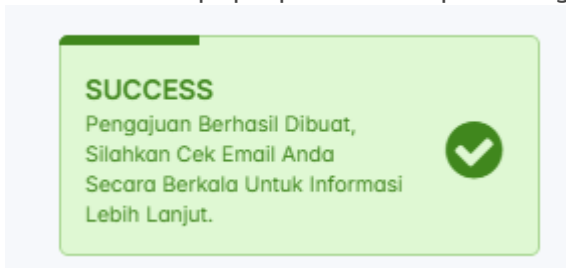 SUCCESS
Pengajuan Berhasil Dibuat,
Silahkan Cek Email Anda
Secara Berkala Untuk Informasi
Lebih Lanjut.